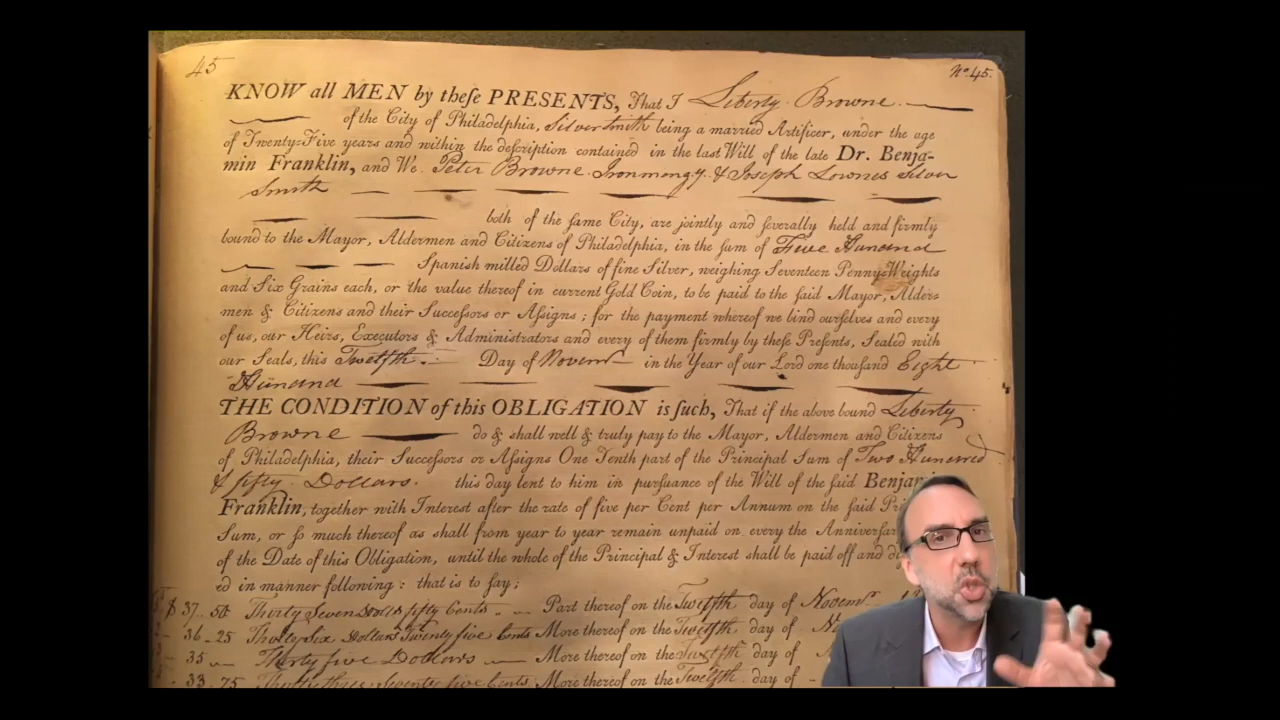 45
Nº 45.
KNOW all MEN by theſe PRESENTS, That I Liberty Browne.
of the City of Philadelphia, Silversmith being a married Artificer, under the age
of Twenty-Five years and within the deſcription contained in the last Will of the late Dr. Benja-
min Franklin, and We Peter Browne Ironmong.r & Joseph Lownes Silver
Smith
both of the ſame City, are jointly and ſeverally held and firmly
bound to the Mayor, Aldermen and Citizens of Philadelphia, in the ſum of Five Hundred
Spanish milled Dollars of fine Silver, weighing Seventeen Penny-Weights
and Six Grains each, or the value thereof in current Gold Coin, to be paid to the ſaid Mayor, Alder-
men & Citizens and their Successors or Aſsigns; for the payment whereof we bind ourſelves and every
of us, our Heirs, Executors & Administrators and every of them firmly by theſe Preſents, Sealed with
our Seals, this Twelfth Day of Novem.r in the Year of our Lord one thouſand Eight
Hundred
THE CONDITION of this OBLIGATION is ſuch, That if the above bound Liberty
Browne do & shall well & truly pay to the Mayor, Aldermen and Citizens
of Philadelphia, their Succeſsors or Aſsigns One Tenth part of the Principal Sum of Two Hundred
& fifty Dollars. this day lent to him in purſuance of the Will of the ſaid
Franklin, together with Interest after the rate of five per Cent per Annum on the ſaid
Sum, or ſo much thereof as shall from year to year remain unpaid on every the
of the Date of this Obligation, until the whole of the Principal & Interest shall be paid off and
ed in manner following: that is to ſay;
$ 37..50 Thirty Seven Dolls fifty Cents Part thereof on the Twelfth day of Novem.r
36..25 Thirty Six Dollars Twenty five Cents More thereof on the Twelfth day of
35 Thirty five Dollars More thereof on the Twelfth day of
33..75 Thirty three Seventy five Cents More thereof on the Twelfth day of